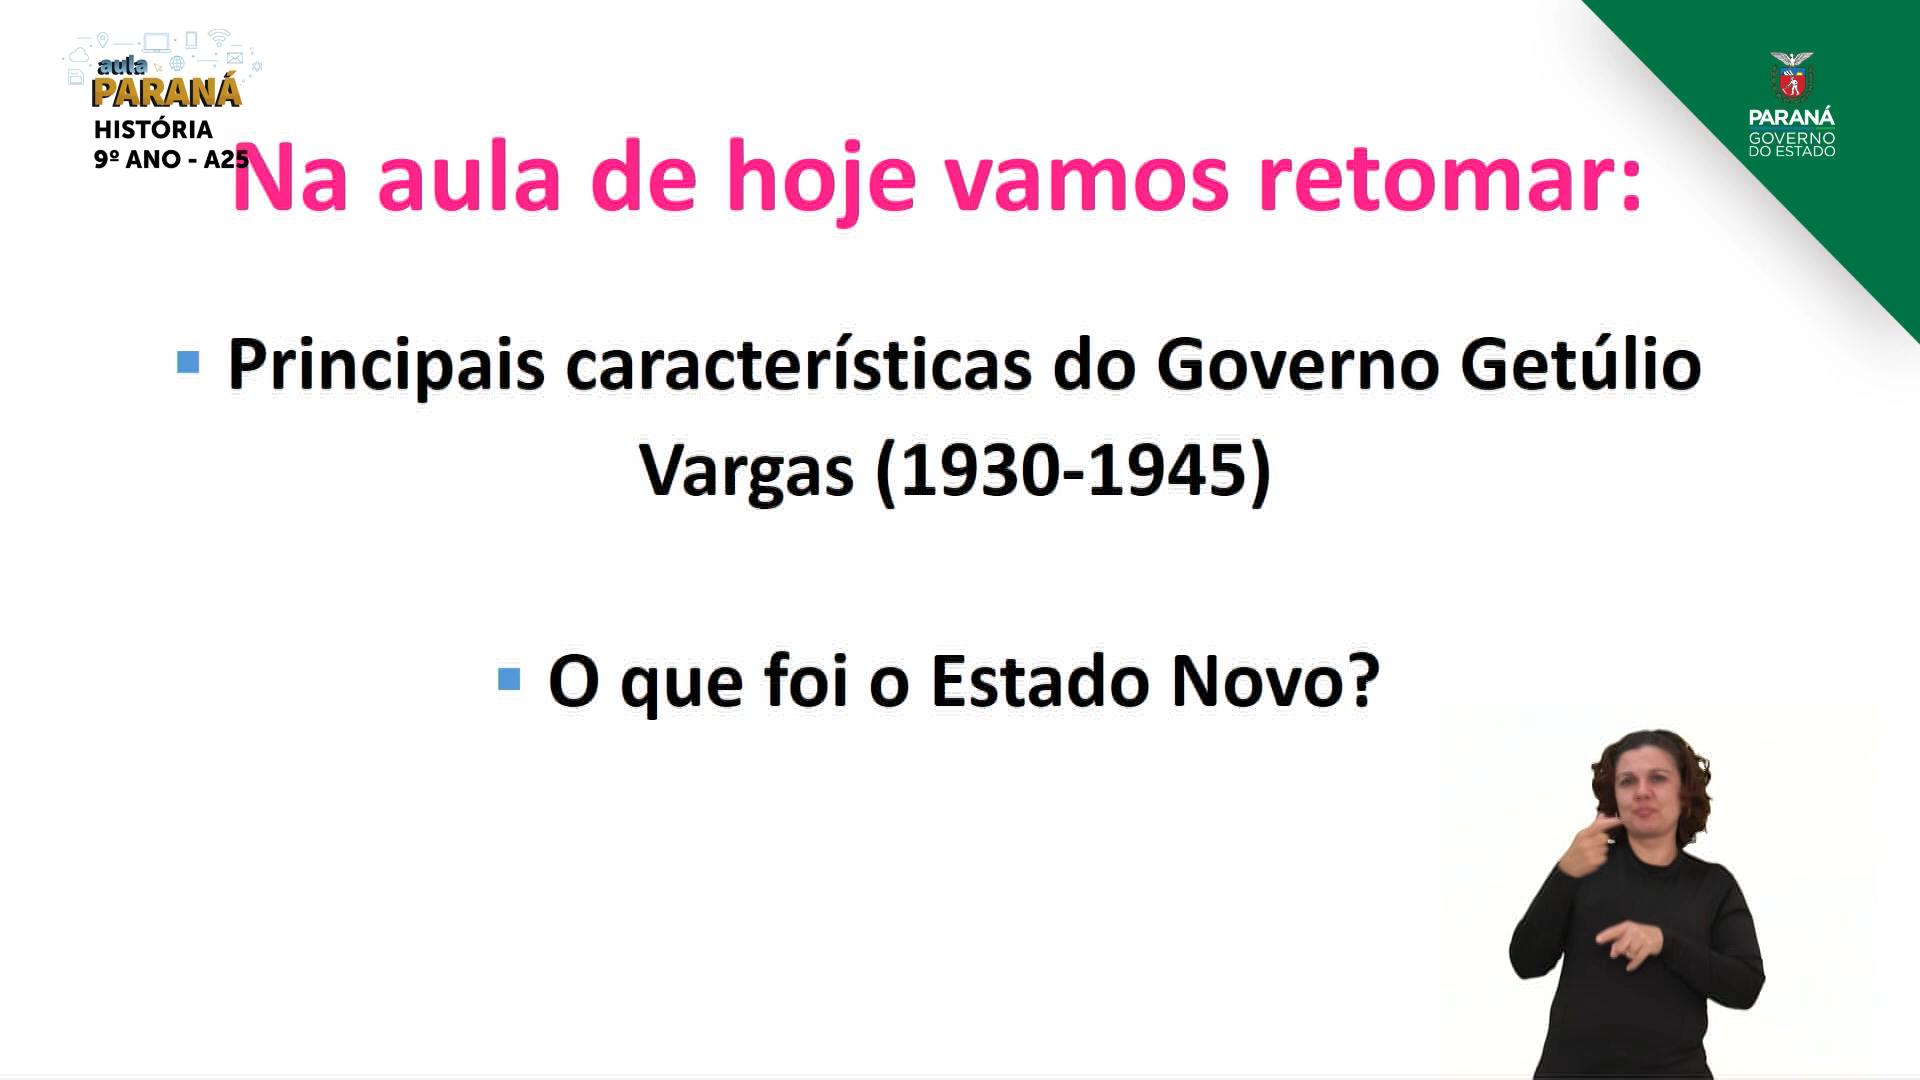 aula
PARANÁ
HISTÓRIA
9º ANO - A25
PARANÁ
GOVERNO
DO ESTADO
Na aula de hoje vamos retomar:
▪ Principais características do Governo Getúlio
Vargas (1930-1945)
▪ O que foi o Estado Novo?